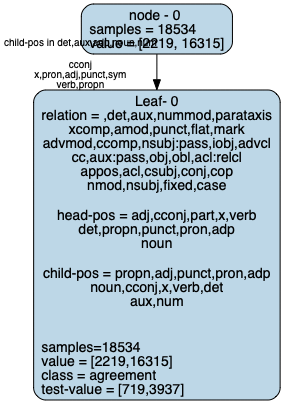 node - 0
samples = 18534
value = [2219, 16315]
child-pos in det,aux,adp,noun,num
cconj
x,pron,adj,punct,sym
verb,propn
Leaf- 0
relation = ,det,aux,nummod,parataxis
xcomp,amod,punct,flat,mark
advmod,ccomp,nsubj:pass,iobj,advcl
cc,aux:pass,obj,obl,acl:relcl
appos,acl,csubj,conj,cop
nmod,nsubj,fixed,case
head-pos = adj,cconj,part,x,verb
det,propn,punct,pron,adp
noun
child-pos = propn,adj,punct,pron,adp
noun,cconj,x,verb,det
aux,num
samples=18534
value = [2219,16315]
class = agreement
test-value = [719,3937]